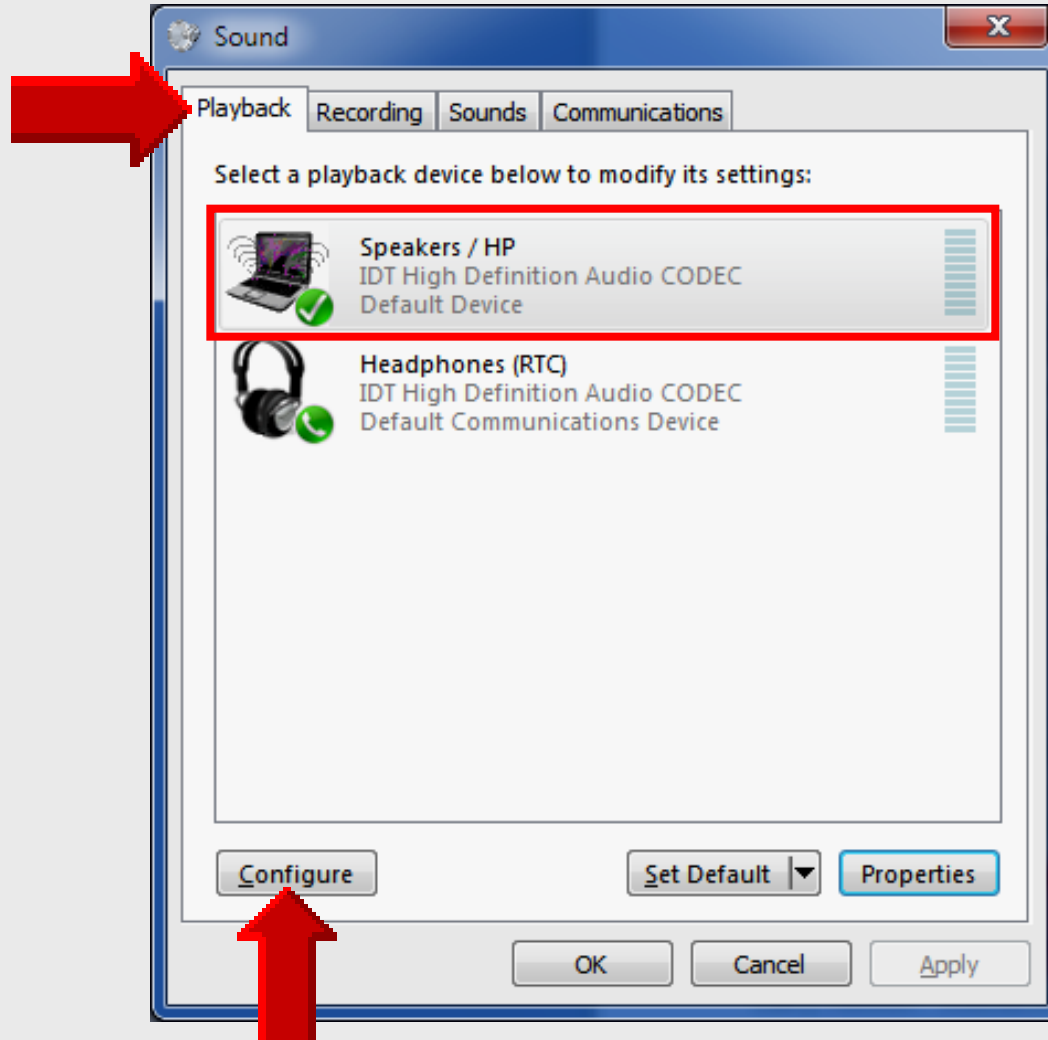 Sound
Playback Recording Sounds Communications
Select a playback device below to modify its settings:
Speakers / HP
IDT High Definition Audio CODEC
Default Device
Headphones (RTC)
IDT High Definition Audio CODEC
Default Communications Device
Configure Set Default Properties
OK Cancel Apply